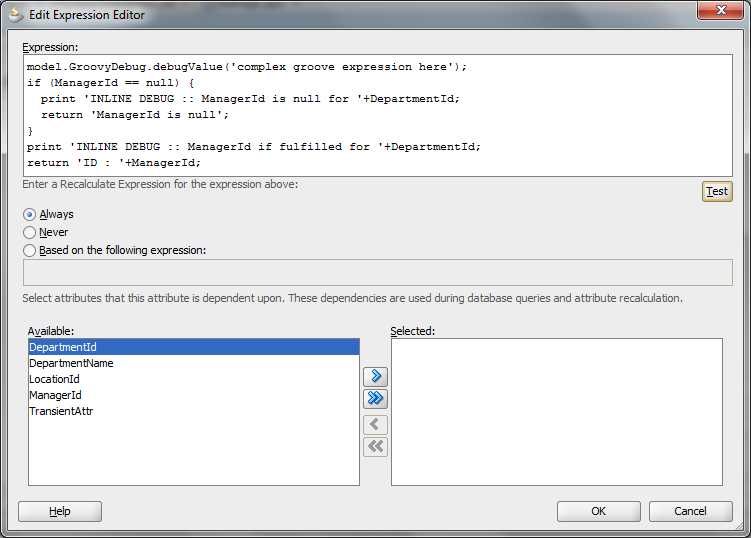 Edit Expression Editor
Expression:
model.GroovyDebug.debugValue('complex groove expression here');
if (ManagerId == null) {
  print 'INLINE DEBUG :: ManagerId is null for '+DepartmentId;
  return 'ManagerId is null';
}
print 'INLINE DEBUG :: ManagerId if fulfilled for '+DepartmentId;
return 'ID : '+ManagerId;
Enter a Recalculate Expression for the expression above:
Test
Always
Never
Based on the following expression:
Select attributes that this attribute is dependent upon. These dependencies are used during database queries and attribute recalculation.
Available:
Selected:
DepartmentId
DepartmentName
LocationId
ManagerId
TransientAttr
Help
OK
Cancel